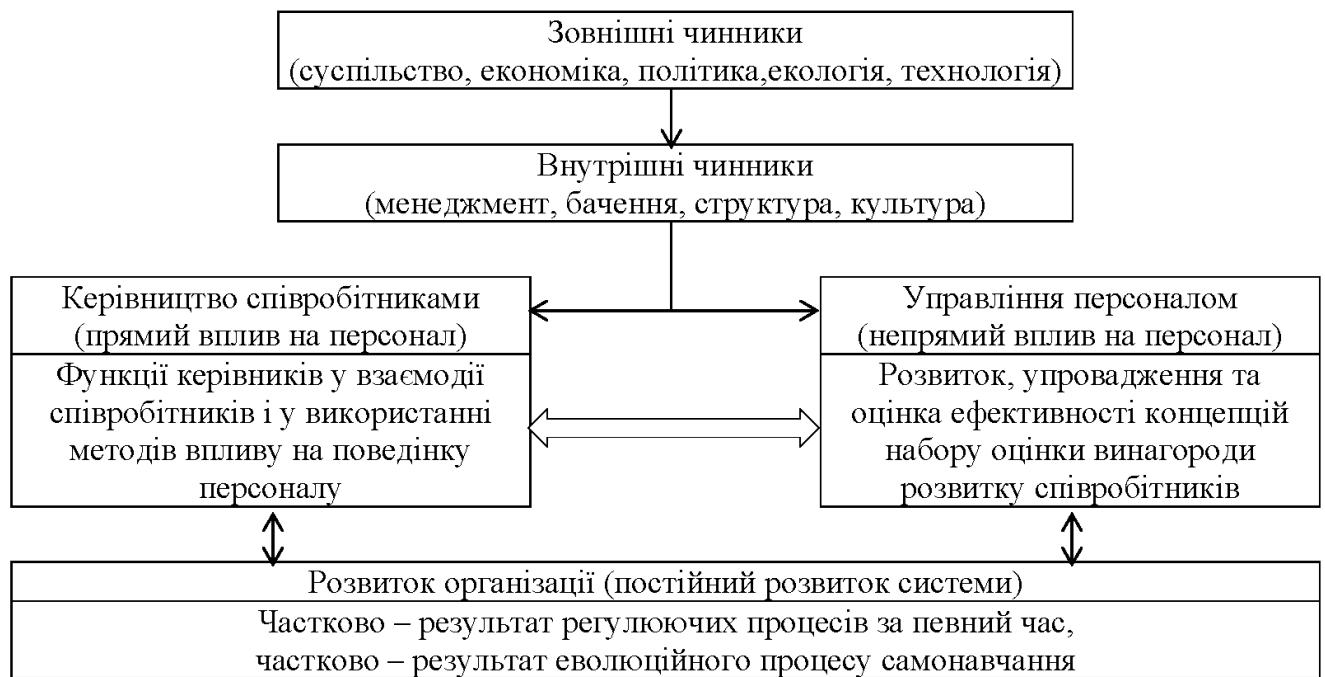 Зовнішні чинники
(суспільство, економіка, політика,екологія, технологія)
Внутрішні чинники
(менеджмент, бачення, структура, культура)
Керівництво співробітниками
(прямий вплив на персонал)
Функції керівників у взаємодії
співробітників і у використанні
методів впливу на поведінку
персоналу
Управління персоналом
(непрямий вплив на персонал)
Розвиток, упровадження та
оцінка ефективності концепцій
набору оцінки винагороди
розвитку співробітників
Розвиток організації (постійний розвиток системи)
Частково – результат регулюючих процесів за певний час,
частково – результат еволюційного процесу самонавчання